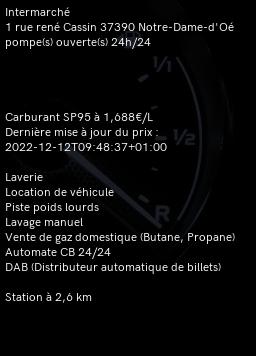 Intermarché
1 rue rené Cassin 37390 Notre-Dame-d'Oé
pompe(s) ouverte(s) 24h/24
1/1
Carburant SP95 à 1,688€/L
Dernière mise à jour du prix :
1/2
2022-12-12T09:48:37+01:00
Laverie
Location de véhicule
Piste poids lourds
R
Lavage manuel
Vente de gaz domestique (Butane, Propane)
Automate CB 24/24
DAB (Distributeur automatique de billets)
Station à 2,6 km